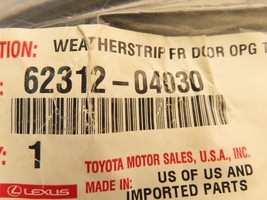 TION: WEATHERSTRIP FR DOOR OPG T
62312-04030
Y: 1
TOYOTA MOTOR SALES, U.S.A., INC.
LEXUS
MADE IN: US OF US AND
IMPORTED PARTS